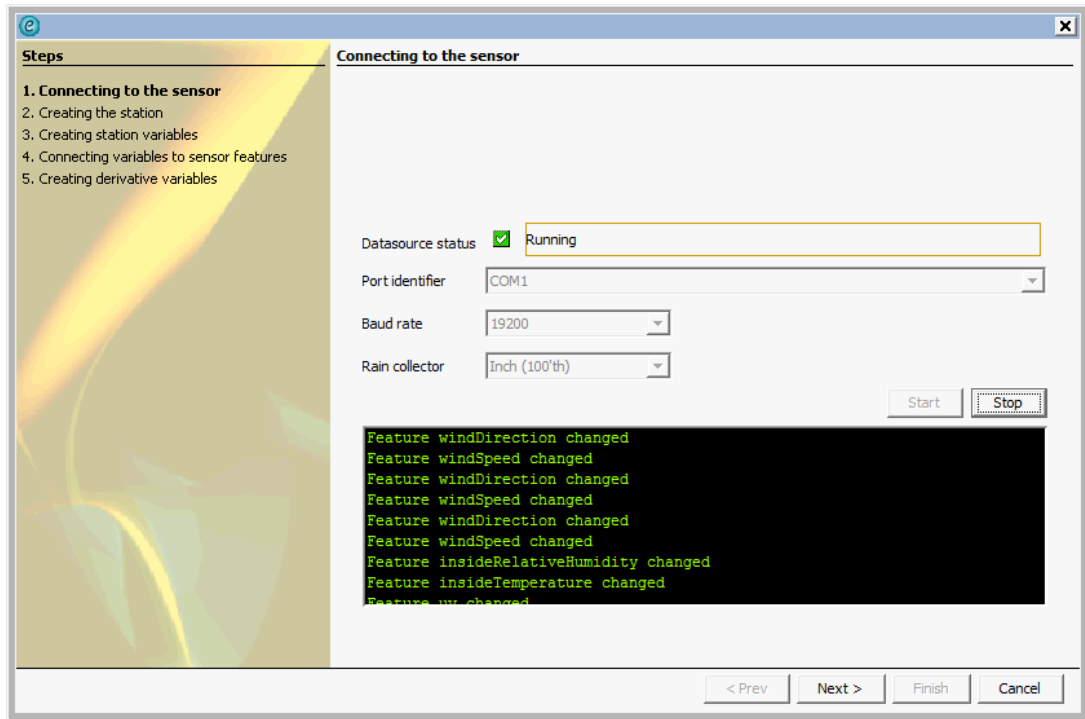 Steps
1. Connecting to the sensor
2. Creating the station
3. Creating station variables
4. Connecting variables to sensor features
5. Creating derivative variables
Connecting to the sensor
Datasource status Running
Port identifier COM1
Baud rate 19200
Rain collector Inch (100'th)
Start Stop
Feature windDirection changed
Feature windSpeed changed
Feature windDirection changed
Feature windSpeed changed
Feature windDirection changed
Feature windSpeed changed
Feature insideRelativeHumidity changed
Feature insideTemperature changed
Feature uv changed
< Prev Next > Finish Cancel